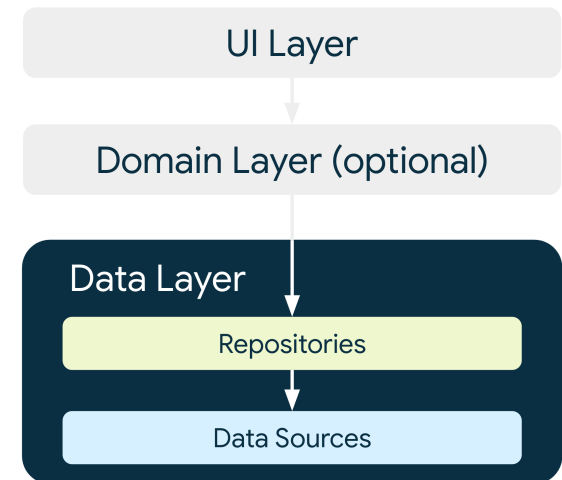 UI Layer
Domain Layer (optional)
Data Layer
Repositories
Data Sources